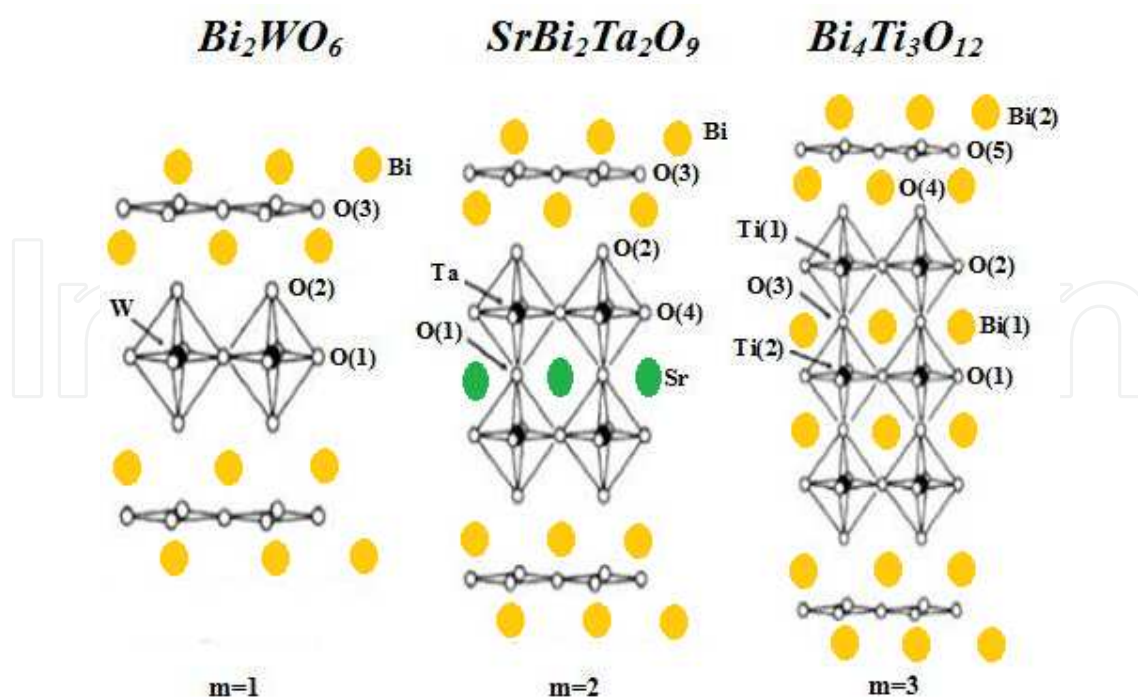 Bi₂WO₆
SrBi₂Ta₂O₉
Bi₄Ti₃O₁₂
Bi
O(3)
O(2)
W
O(1)
m=1
Bi
O(3)
O(2)
Ta
O(4)
O(1)
Sr
m=2
Bi(2)
O(5)
O(4)
Ti(1)
O(2)
O(3)
Bi(1)
Ti(2)
O(1)
m=3